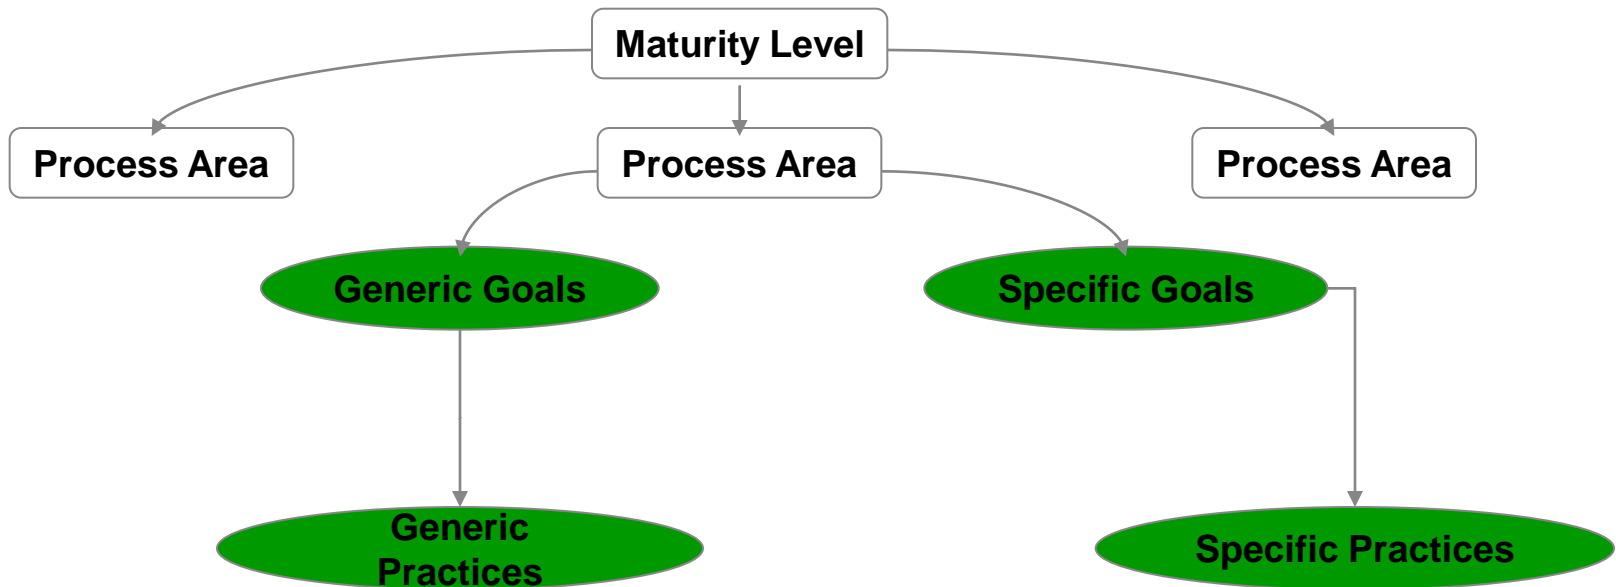 Maturity Level
Process Area
Process Area
Process Area
Generic Goals
Specific Goals
Generic
Practices
Specific Practices